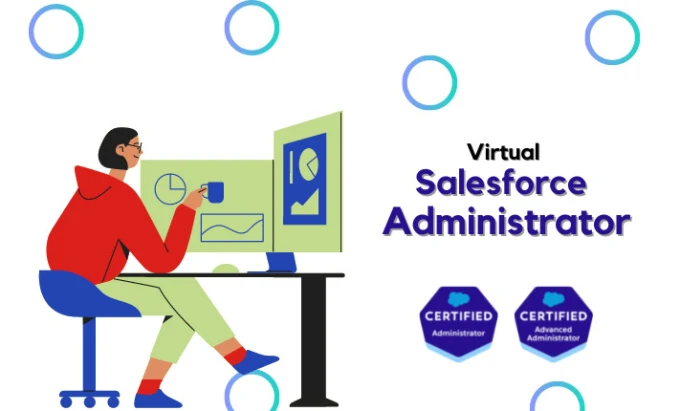 Virtual
Salesforce
Administrator
CERTIFIED
Administrator
CERTIFIED
Advanced
Administrator